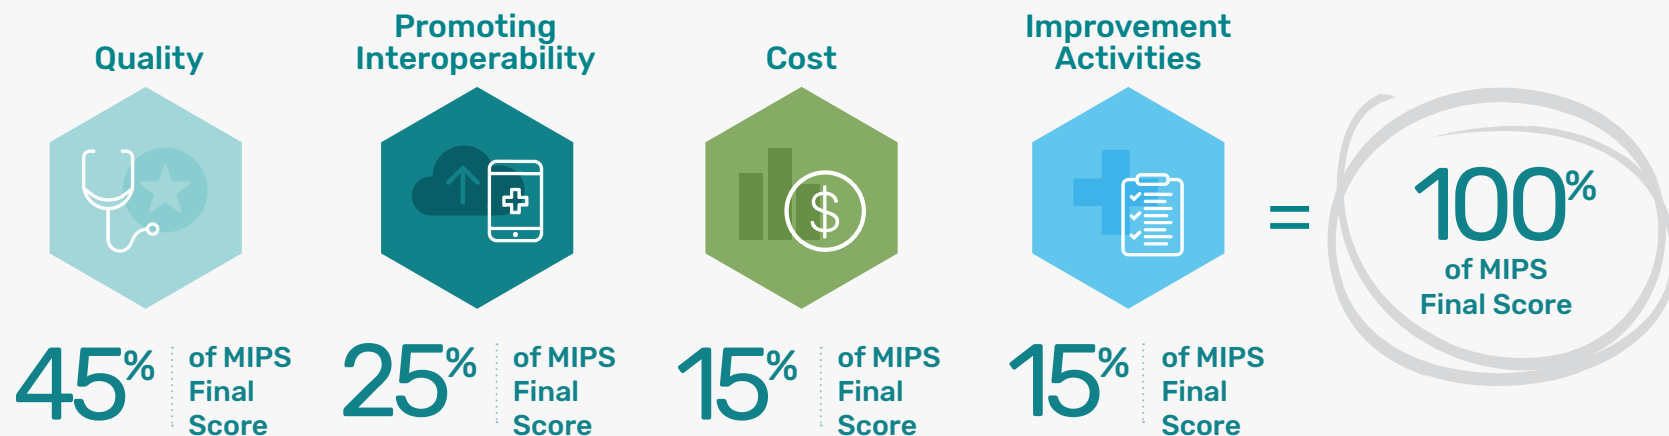 Quality
Promoting
Interoperability
Cost
Improvement
Activities
$
=
100%
of MIPS
Final Score
45%
of MIPS
Final
Score
25%
of MIPS
Final
Score
15%
of MIPS
Final
Score
15%
of MIPS
Final
Score